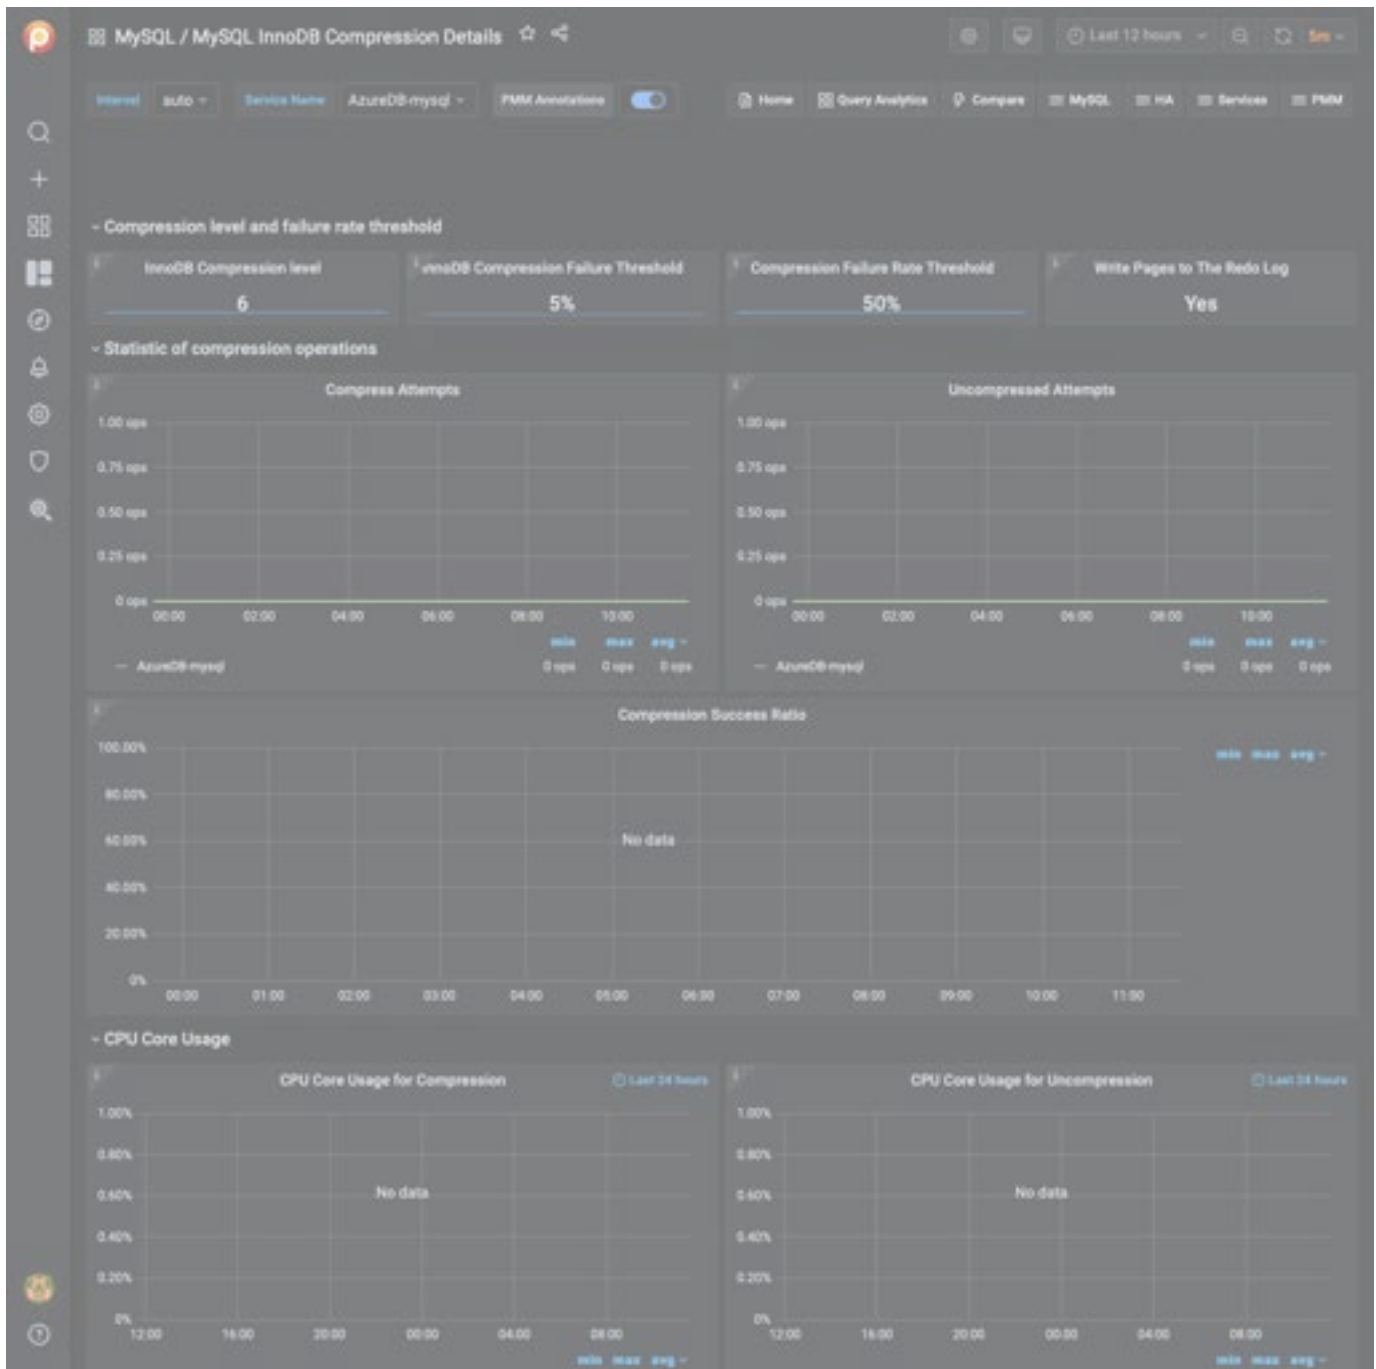 MySQL / MySQL InnoDB Compression Details
Last 12 hours
5m
Interval auto Service Name AzureDB-mysql PMM Annotations
Home Query Analytics Compare MySQL HA Services PMM
Compression level and failure rate threshold
InnoDB Compression level
6
InnoDB Compression Failure Threshold
5%
Compression Failure Rate Threshold
50%
Write Pages to The Redo Log
Yes
Statistic of compression operations
Compress Attempts
1.00 ops
0.75 ops
0.50 ops
0.25 ops
0 ops
00:00 02:00 04:00 06:00 08:00 10:00
min max avg
AzureDB-mysql 0 ops 0 ops 0 ops
Uncompressed Attempts
1.00 ops
0.75 ops
0.50 ops
0.25 ops
0 ops
00:00 02:00 04:00 06:00 08:00 10:00
min max avg
AzureDB-mysql 0 ops 0 ops 0 ops
Compression Success Ratio
100.00%
80.00%
60.00%
40.00%
20.00%
0%
No data
00:00 01:00 02:00 03:00 04:00 05:00 06:00 07:00 08:00 09:00 10:00 11:00
min max avg
CPU Core Usage
CPU Core Usage for Compression
Last 24 hours
1.00%
0.80%
0.60%
0.40%
0.20%
0%
No data
12:00 16:00 20:00 00:00 04:00 08:00
min max avg
CPU Core Usage for Uncompression
Last 24 hours
1.00%
0.80%
0.60%
0.40%
0.20%
0%
No data
12:00 16:00 20:00 00:00 04:00 08:00
min max avg